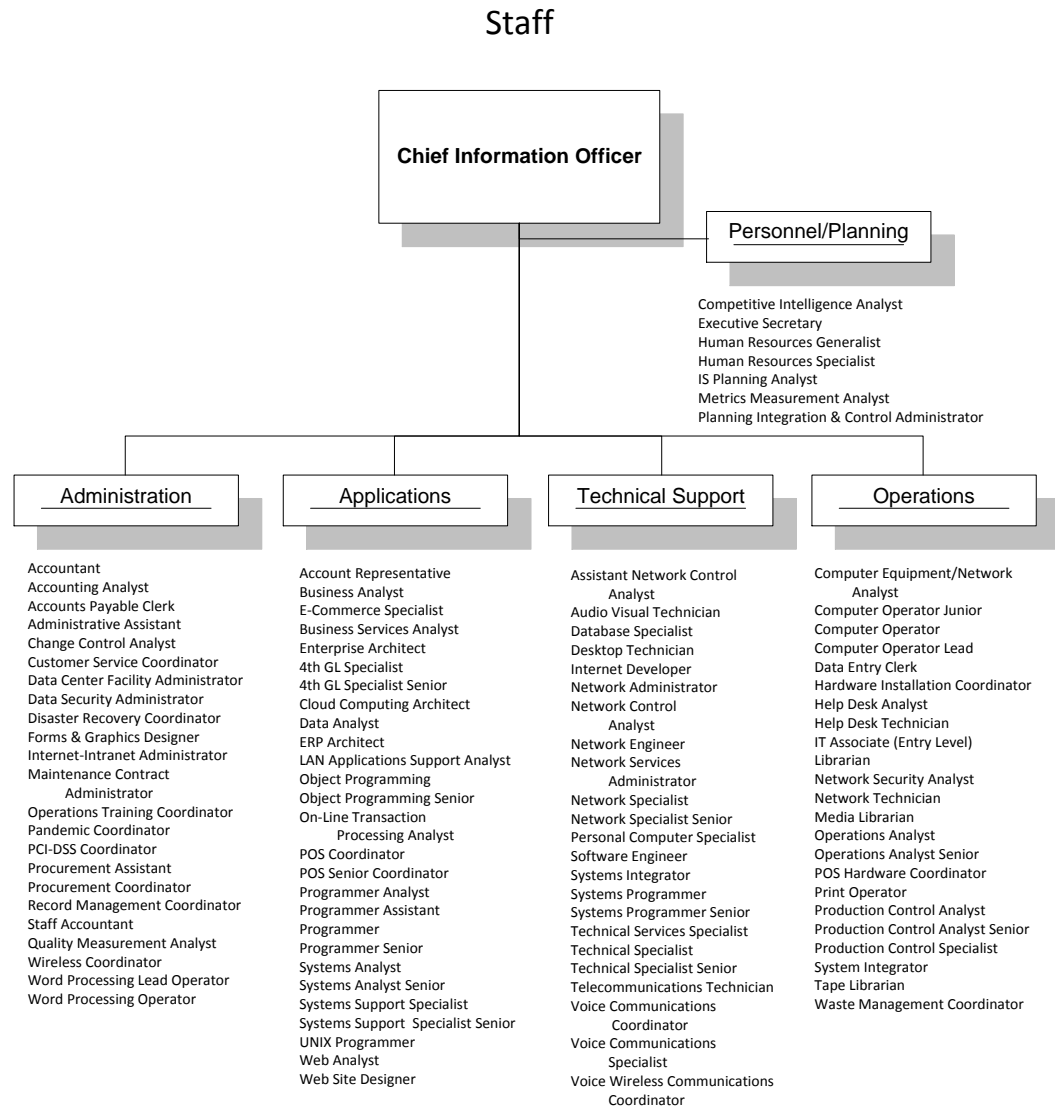 Staff
Chief Information Officer
Personnel/Planning
Competitive Intelligence Analyst
Executive Secretary
Human Resources Generalist
Human Resources Specialist
IS Planning Analyst
Metrics Measurement Analyst
Planning Integration & Control Administrator
Administration
Accountant
Accounting Analyst
Accounts Payable Clerk
Administrative Assistant
Change Control Analyst
Customer Service Coordinator
Data Center Facility Administrator
Data Security Administrator
Disaster Recovery Coordinator
Forms & Graphics Designer
Internet-Intranet Administrator
Maintenance Contract
Administrator
Operations Training Coordinator
Pandemic Coordinator
PCI-DSS Coordinator
Procurement Assistant
Procurement Coordinator
Record Management Coordinator
Staff Accountant
Quality Measurement Analyst
Wireless Coordinator
Word Processing Lead Operator
Word Processing Operator
Applications
Account Representative
Business Analyst
E-Commerce Specialist
Business Services Analyst
Enterprise Architect
4th GL Specialist
4th GL Specialist Senior
Cloud Computing Architect
Data Analyst
ERP Architect
LAN Applications Support Analyst
Object Programming
Object Programming Senior
On-Line Transaction
Processing Analyst
POS Coordinator
POS Senior Coordinator
Programmer Analyst
Programmer Assistant
Programmer
Programmer Senior
Systems Analyst
Systems Analyst Senior
Systems Support Specialist
Systems Support Specialist Senior
UNIX Programmer
Web Analyst
Web Site Designer
Technical Support
Assistant Network Control
Analyst
Audio Visual Technician
Database Specialist
Desktop Technician
Internet Developer
Network Administrator
Network Control
Analyst
Network Engineer
Network Services
Administrator
Network Specialist
Network Specialist Senior
Personal Computer Specialist
Software Engineer
Systems Integrator
Systems Programmer
Systems Programmer Senior
Technical Services Specialist
Technical Specialist
Technical Specialist Senior
Telecommunications Technician
Voice Communications
Coordinator
Voice Communications
Specialist
Voice Wireless Communications
Coordinator
Operations
Computer Equipment/Network
Analyst
Computer Operator Junior
Computer Operator
Computer Operator Lead
Data Entry Clerk
Hardware Installation Coordinator
Help Desk Analyst
Help Desk Technician
IT Associate (Entry Level)
Librarian
Network Security Analyst
Network Technician
Media Librarian
Operations Analyst
Operations Analyst Senior
POS Hardware Coordinator
Print Operator
Production Control Analyst
Production Control Analyst Senior
Production Control Specialist
System Integrator
Tape Librarian
Waste Management Coordinator